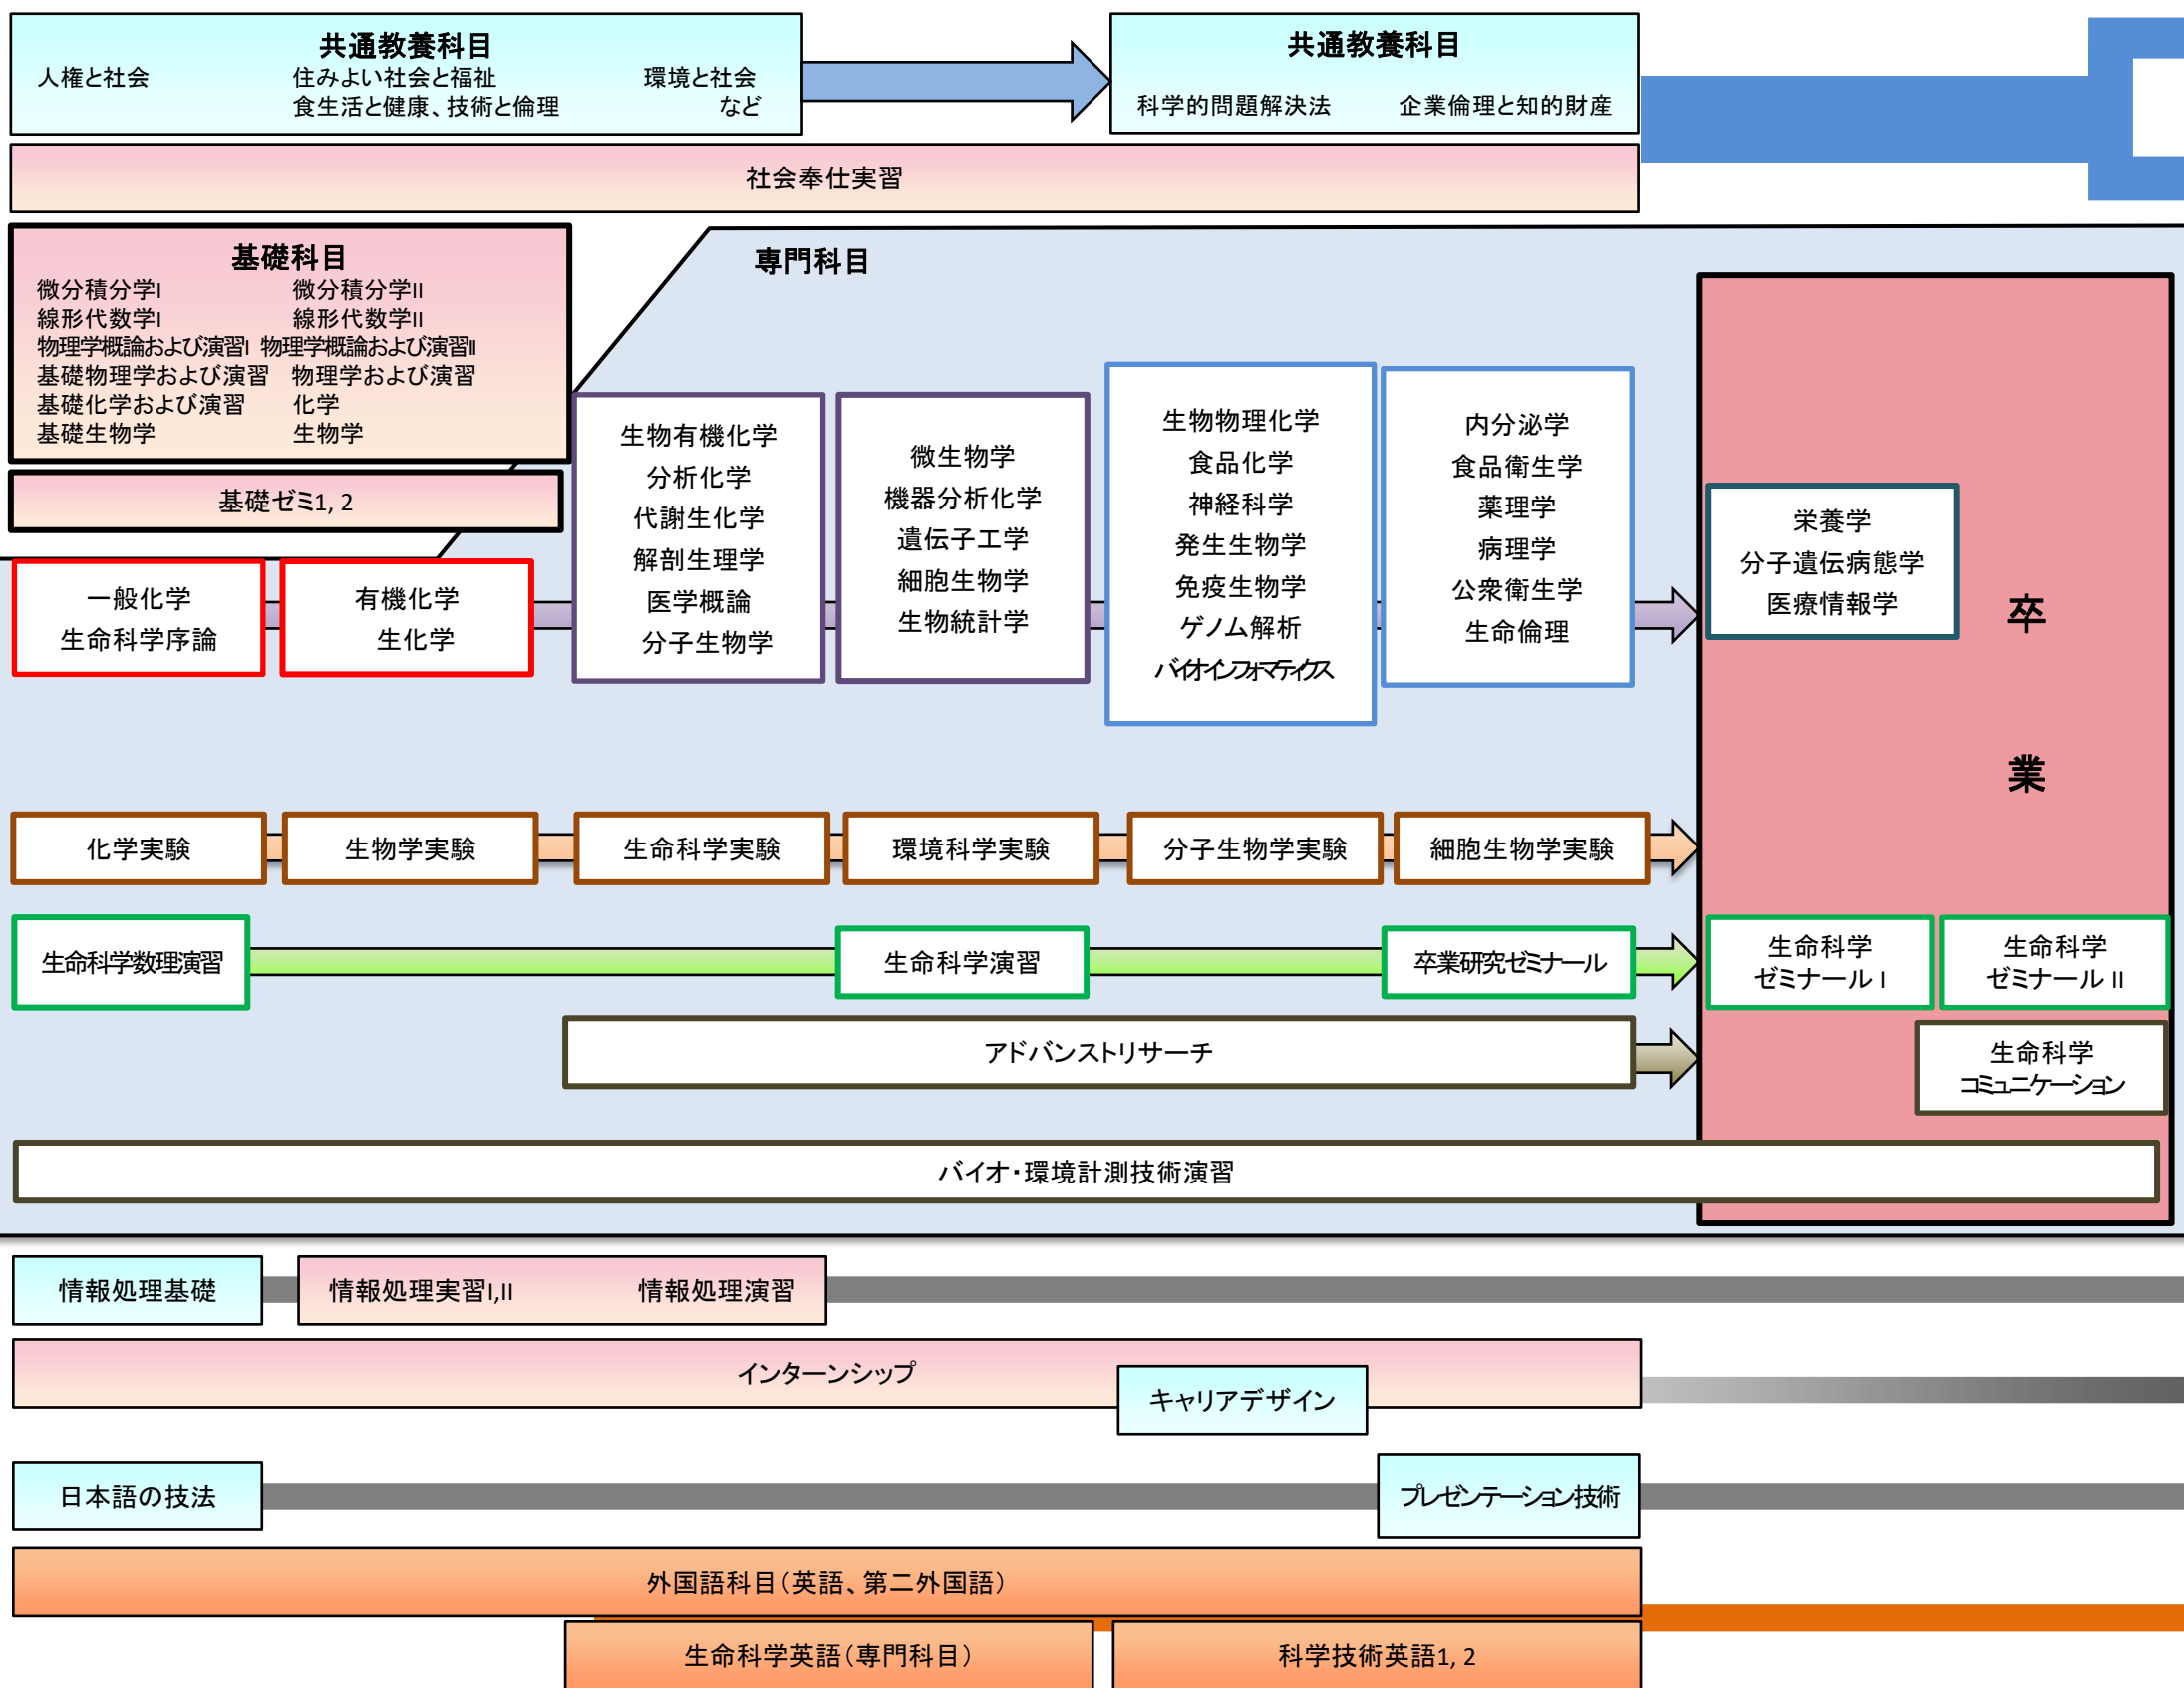 共通教養科目
人権と社会 住みよい社会と福祉 環境と社会
食生活と健康、技術と倫理 など
共通教養科目
科学的問題解決法 企業倫理と知的財産
社会奉仕実習
基礎科目
微分積分学I 微分積分学II
線形代数学I 線形代数学II
物理学概論および演習I 物理学概論および演習II
基礎物理学および演習 物理学および演習
基礎化学および演習 化学
基礎生物学 生物学
基礎ゼミ1, 2
専門科目
一般化学
生命科学序論
有機化学
生化学
生物有機化学
分析化学
代謝生化学
解剖生理学
医学概論
分子生物学
微生物学
機器分析化学
遺伝子工学
細胞生物学
生物統計学
生物物理化学
食品化学
神経科学
発生生物学
免疫生物学
ゲノム解析
バイオインフォマティクス
内分泌学
食品衛生学
薬理学
病理学
公衆衛生学
生命倫理
栄養学
分子遺伝病態学
医療情報学
卒
業
化学実験
生物学実験
生命科学実験
環境科学実験
分子生物学実験
細胞生物学実験
生命科学数理演習
生命科学演習
卒業研究ゼミナール
生命科学
ゼミナール I
生命科学
ゼミナール II
アドバンストリサーチ
生命科学
コミュニケーション
バイオ・環境計測技術演習
情報処理基礎
情報処理実習I,II 情報処理演習
インターンシップ
キャリアデザイン
日本語の技法
プレゼンテーション技術
外国語科目（英語、第二外国語）
生命科学英語（専門科目）
科学技術英語1, 2